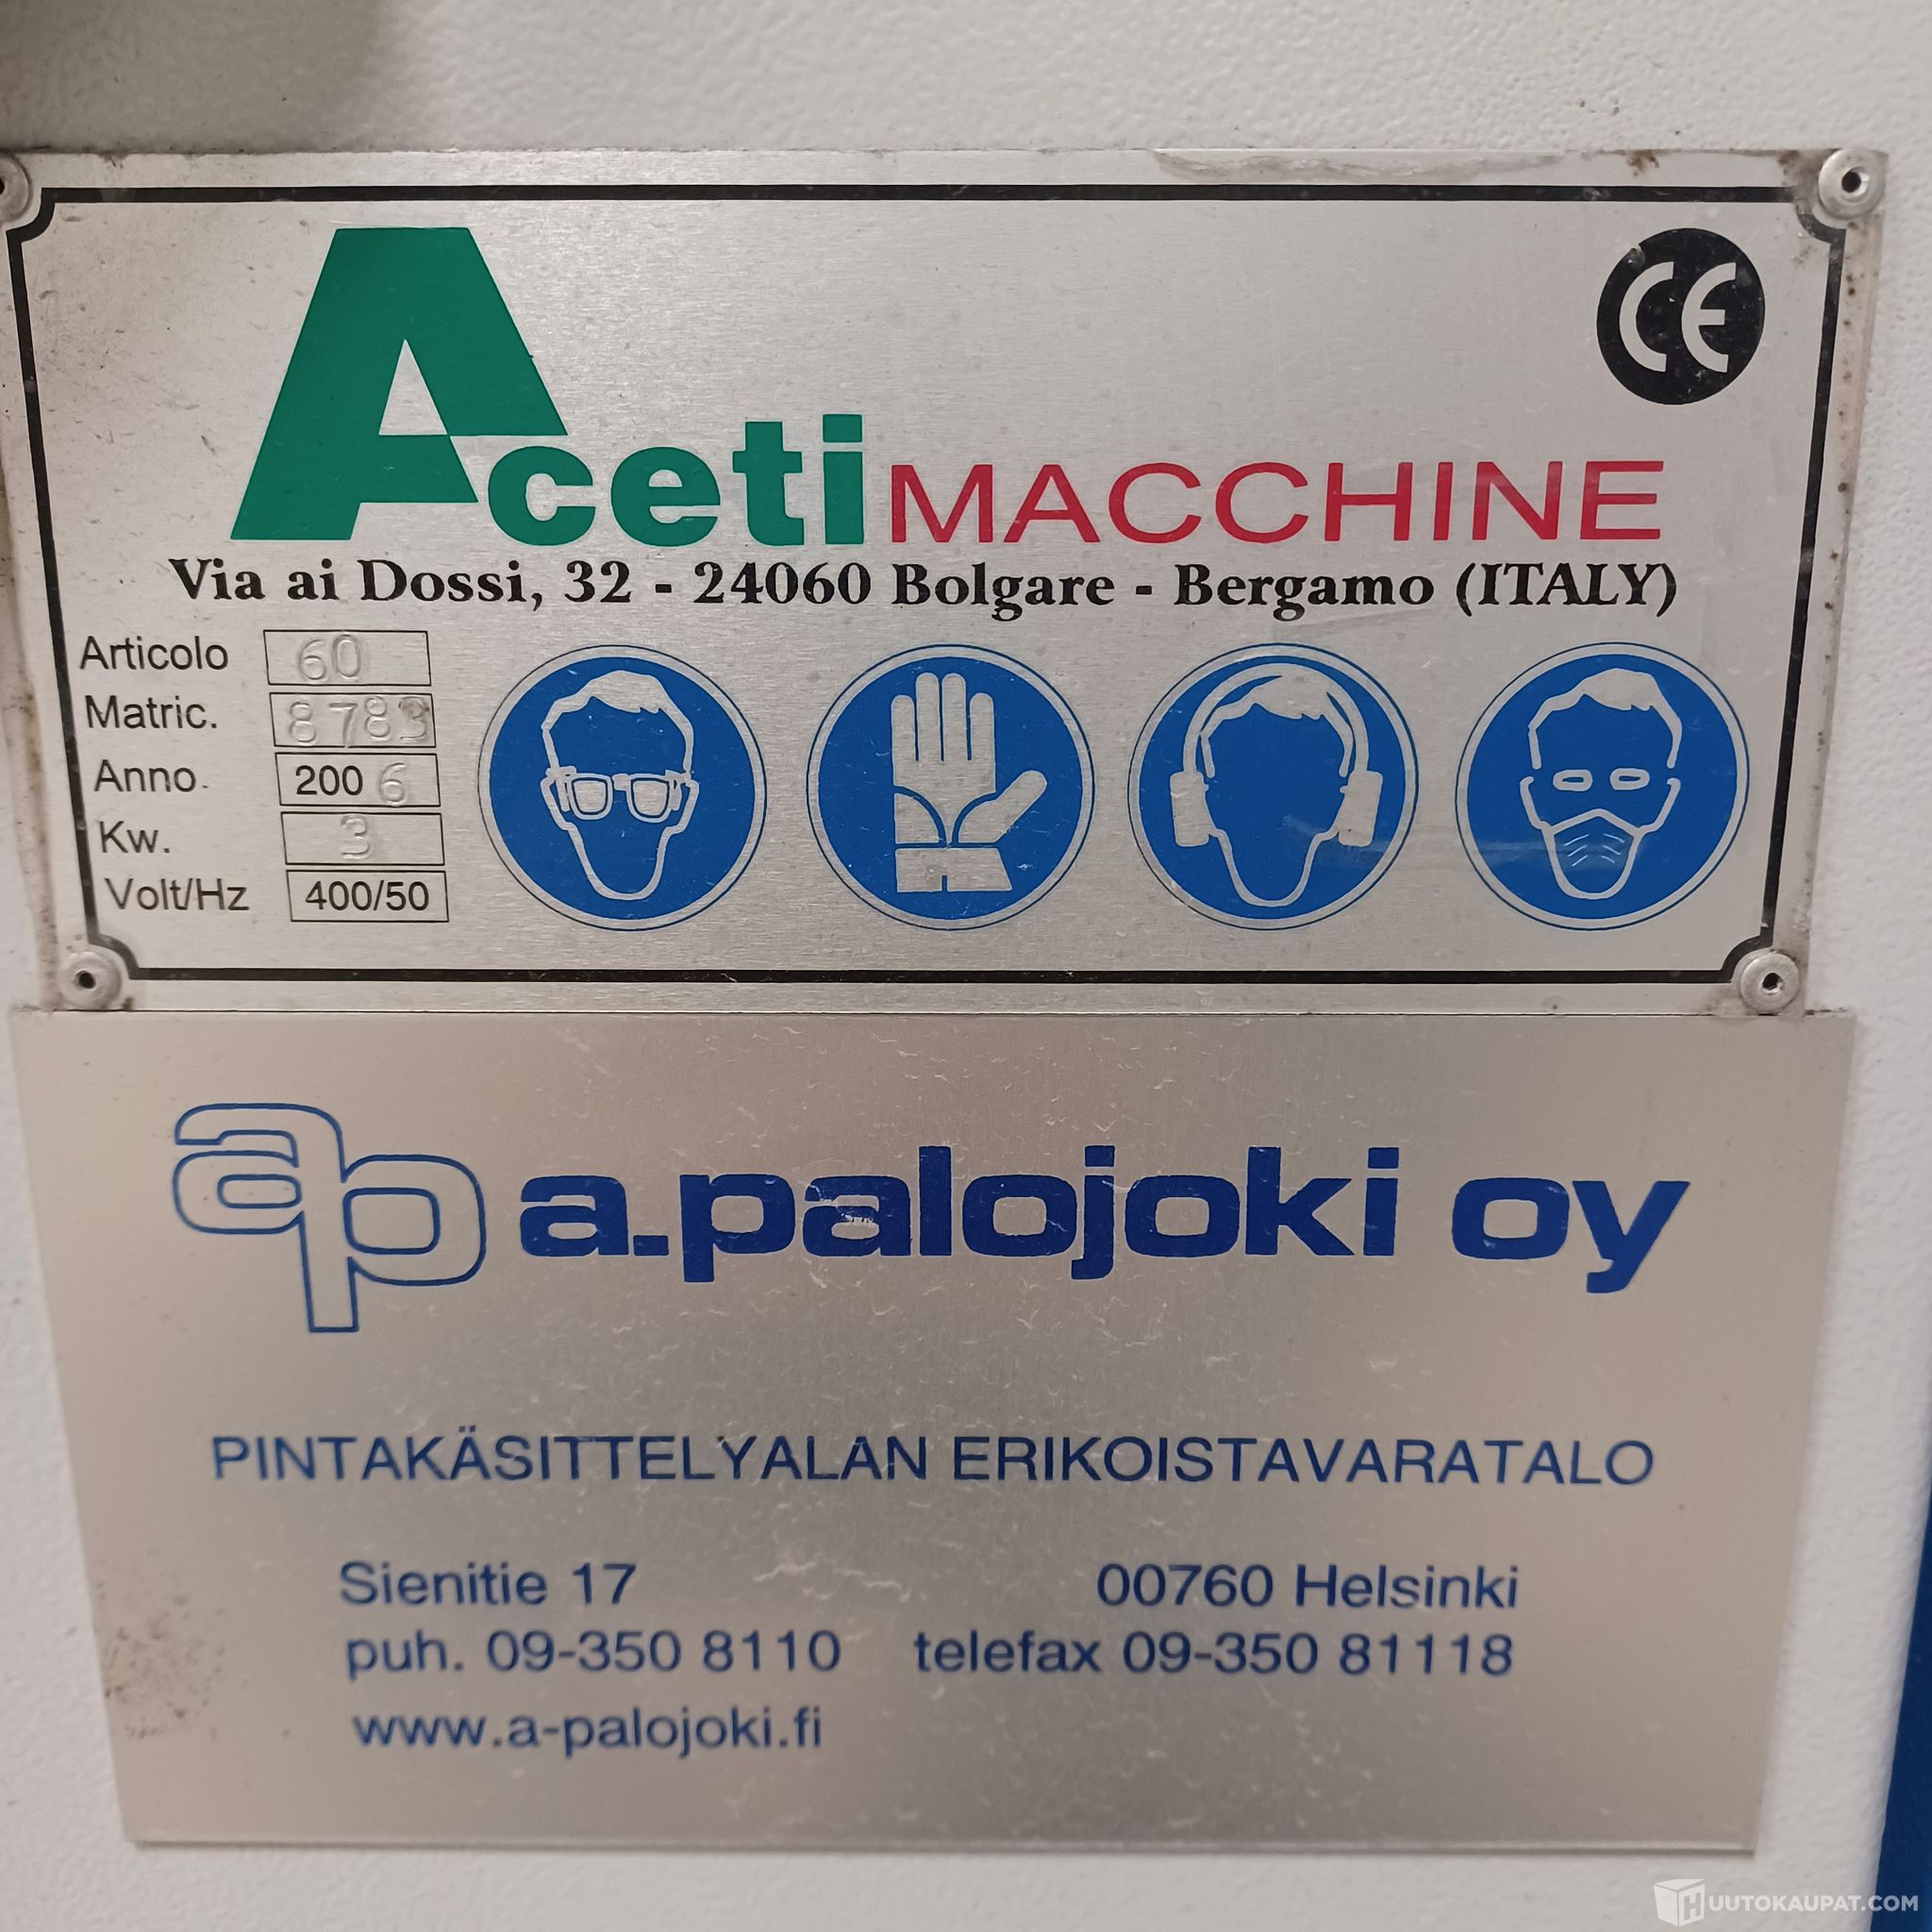 CE
Aceti MACCHINE
Via ai Dossi, 32 - 24060 Bolgare - Bergamo (ITALY)
Articolo 60
Matric. 8783
Anno. 2006
Kw. 3
Volt/Hz 400/50
ap a.palojoki oy
PINTAKÄSITTELYALAN ERIKOISTAVARATALO
Sienitie 17 00760 Helsinki
puh. 09-350 8110 telefax 09-350 81118
www.a-palojoki.fi
HUUTOKAUPAT.COM